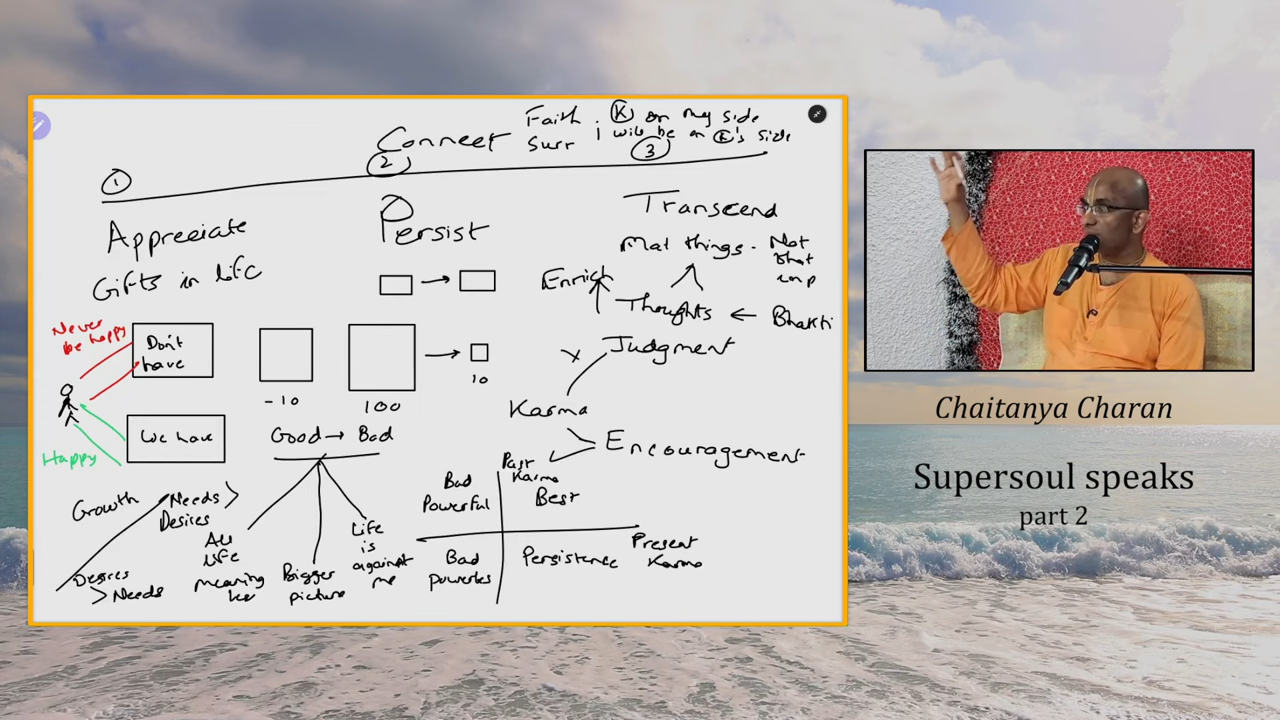 Connect
Faith : K on my side
Surr i will be on K's side
1
2
3
Appreciate
Gifts in life
Never
be happy
Don't
have
We have
Happy
Growth
Needs >
Desires
Desires
> Needs
Persist
-10
100
10
Good → Bad
All
life
meaning
less
Bigger
picture
Life
is
against
me
Transcend
Mat things - Not
that
imp
Enrich
Thoughts ← Bhakti
x Judgment
Karma
Encouragement
Past
Karma
Bad
Powerful
Best
Bad
Persistence
Present
Karma
Chaitanya Charan
Supersoul speaks
part 2